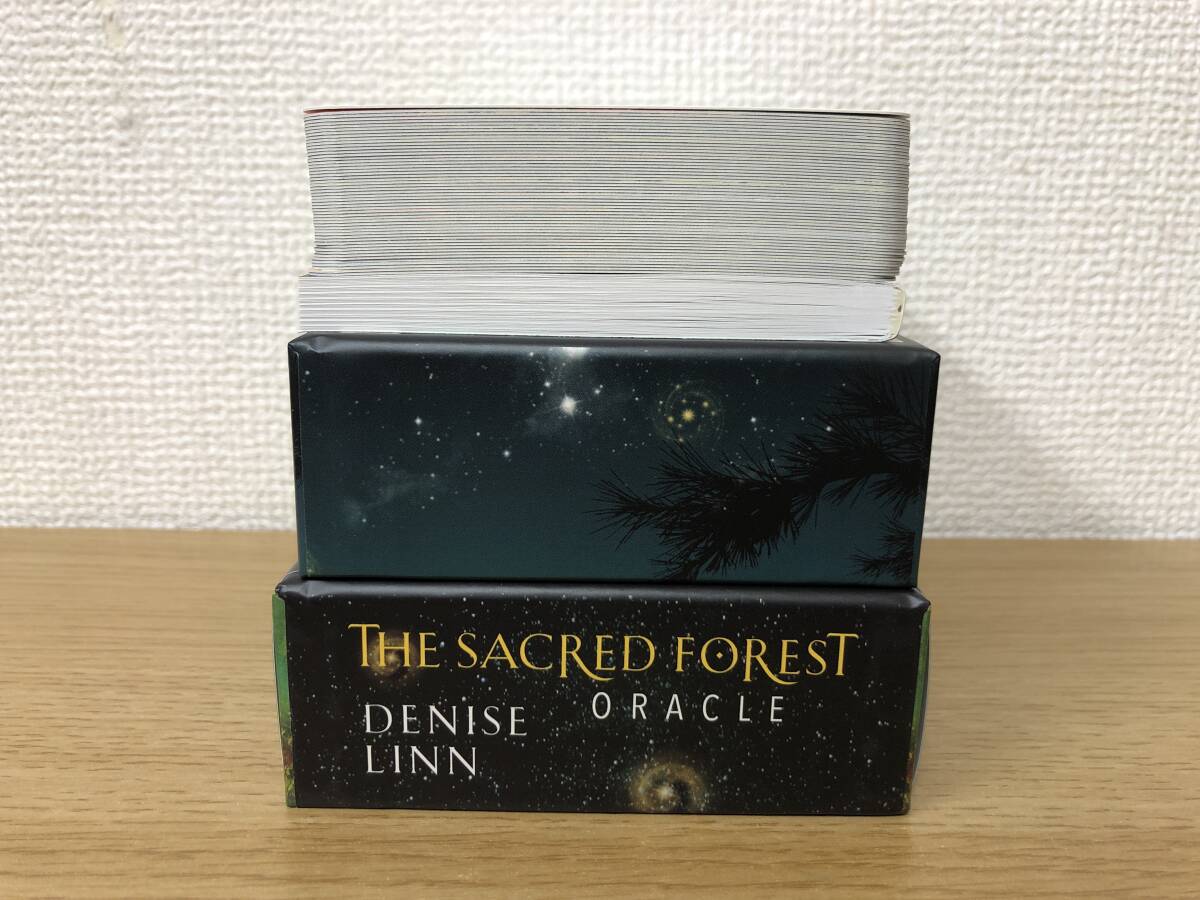 THE SACRED FOREST
ORACLE
DENISE
LINN